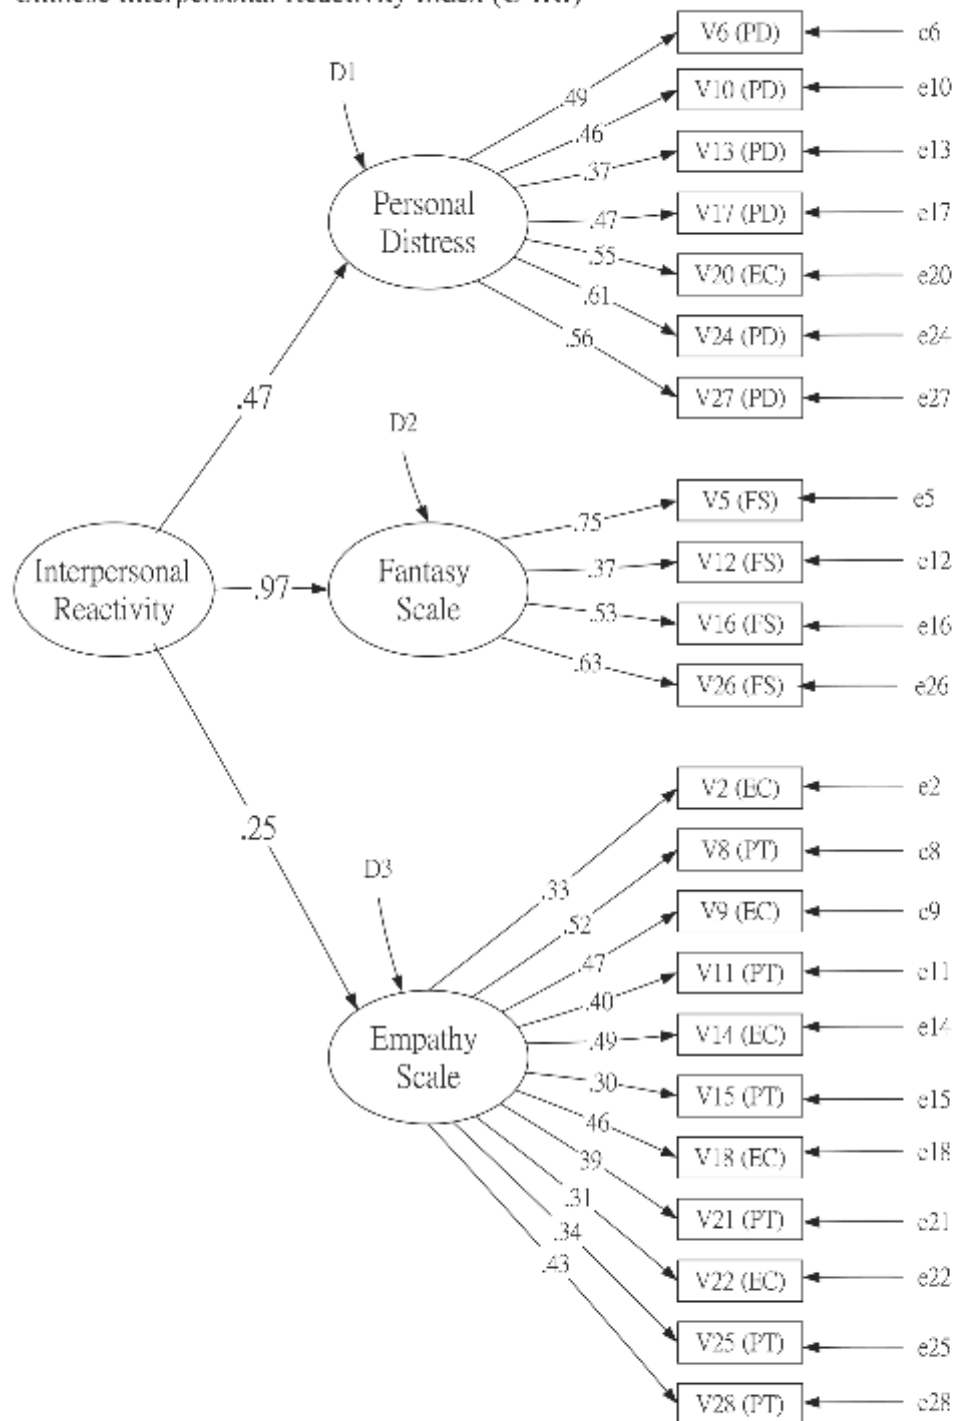 Chinese Interpersonal Reactivity Index (C-IRI)
D1
Personal
Distress
.49
.46
.37
.47
.55
.61
.56
V6 (PD)
V10 (PD)
V13 (PD)
V17 (PD)
V20 (EC)
V24 (PD)
V27 (PD)
e6
e10
e13
e17
e20
e24
e27
.47
D2
Interpersonal
Reactivity
.97
Fantasy
Scale
.75
.37
.53
.63
V5 (FS)
V12 (FS)
V16 (FS)
V26 (FS)
e5
e12
e16
e26
.25
D3
Empathy
Scale
.33
.52
.47
.40
.49
.30
.46
.39
.31
.34
.43
V2 (EC)
V8 (PT)
V9 (EC)
V11 (PT)
V14 (EC)
V15 (PT)
V18 (EC)
V21 (PT)
V22 (EC)
V25 (PT)
V28 (PT)
e2
e8
e9
e11
e14
e15
e18
e21
e22
e25
e28